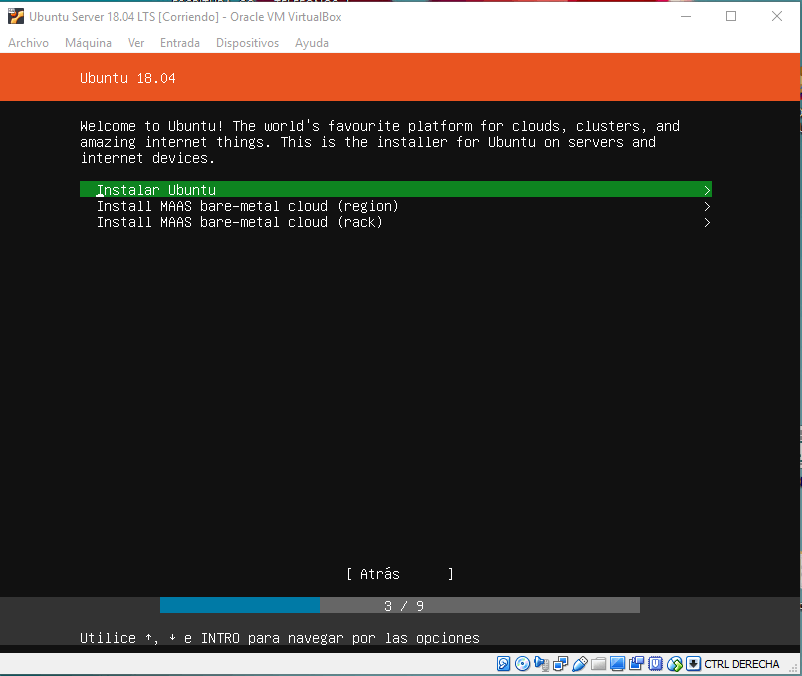 Ubuntu Server 18.04 LTS [Corriendo] - Oracle VM VirtualBox
Archivo Máquina Ver Entrada Dispositivos Ayuda
Ubuntu 18.04
Welcome to Ubuntu! The world's favourite platform for clouds, clusters, and
amazing internet things. This is the installer for Ubuntu on servers and
internet devices.
Instalar Ubuntu >
Install MAAS bare-metal cloud (region) >
Install MAAS bare-metal cloud (rack) >
[ Atrás ]
3 / 9
Utilice ↑, ↓ e INTRO para navegar por las opciones
CTRL DERECHA